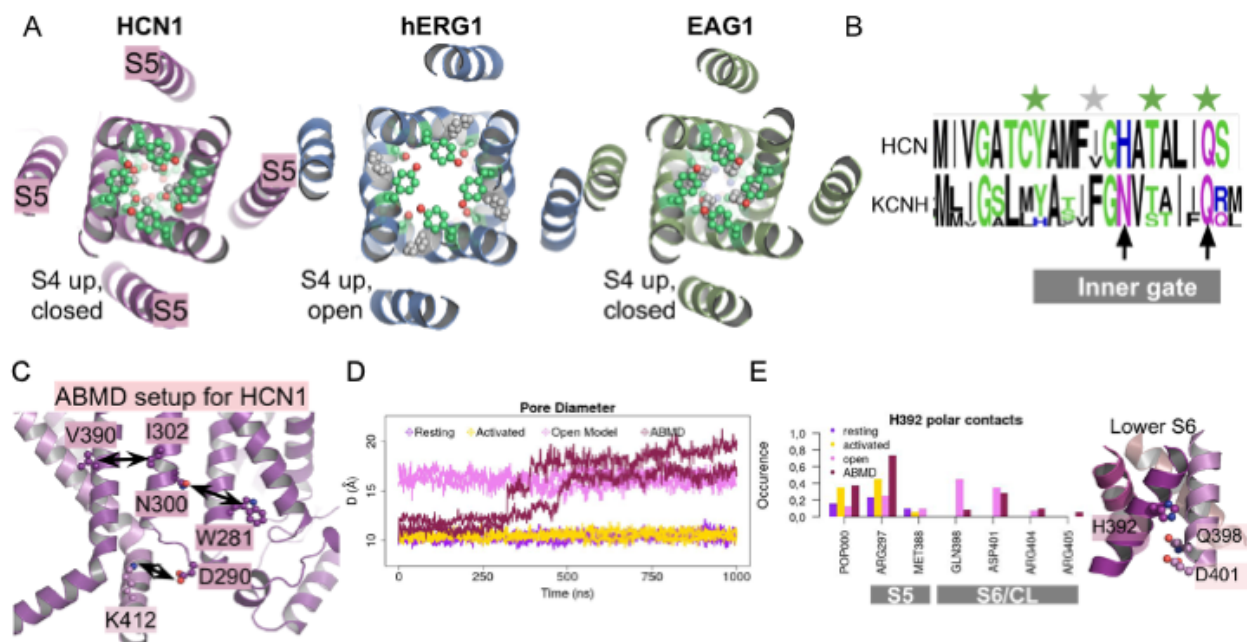 A
HCN1
hERG1
EAG1
S5
S5
S5
S5
S4 up,
closed
S4 up,
open
S4 up,
closed
B
HCN
MIVGATCYAMF GHATALIQS
KCNH
Inner gate
C
ABMD setup for HCN1
V390
I302
N300
W281
D290
K412
D
Pore Diameter
Resting
Activated
Open Model
ABMD
D (Å)
20
15
10
0
250
500
750
1000
Time (ns)
E
H392 polar contacts
resting
activated
open
ABMD
Occurence
1,0
0,8
0,6
0,4
0,2
0,0
POP000
ARG297
MET388
GLN398
ASP401
ARG404
ARG405
S5
S6/CL
Lower S6
H392
Q398
D401